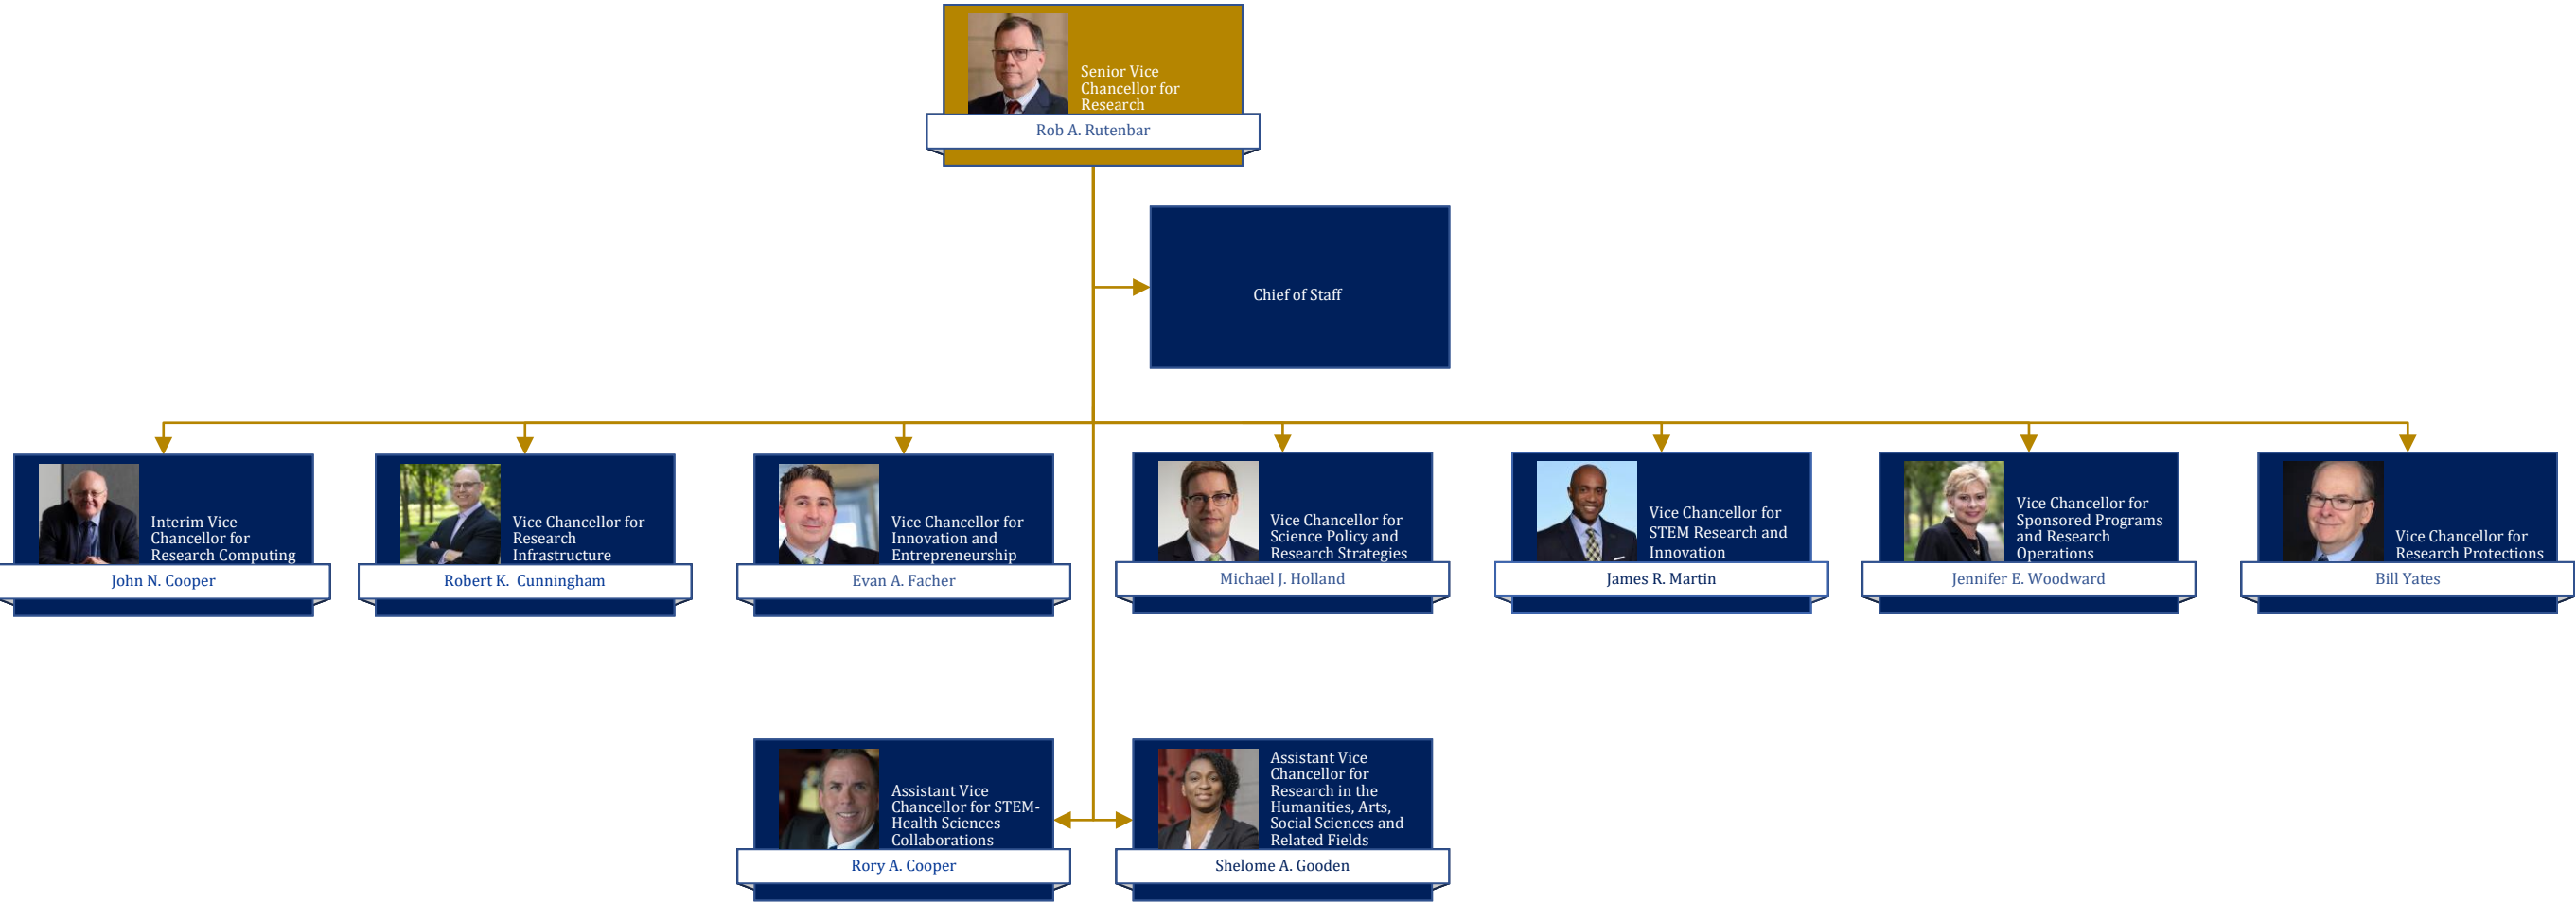 Senior Vice
Chancellor for
Research
Rob A. Rutenbar
Chief of Staff
Interim Vice
Chancellor for
Research Computing
John N. Cooper
Vice Chancellor for
Research
Infrastructure
Robert K.  Cunningham
Vice Chancellor for
Innovation and
Entrepreneurship
Evan A. Facher
Vice Chancellor for
Science Policy and
Research Strategies
Michael J. Holland
Vice Chancellor for
STEM Research and
Innovation
James R. Martin
Vice Chancellor for
Sponsored Programs
and Research
Operations
Jennifer E. Woodward
Vice Chancellor for
Research Protections
Bill Yates
Assistant Vice
Chancellor for STEM-
Health Sciences
Collaborations
Rory A. Cooper
Assistant Vice
Chancellor for
Research in the
Humanities, Arts,
Social Sciences and
Related Fields
Shelome A. Gooden